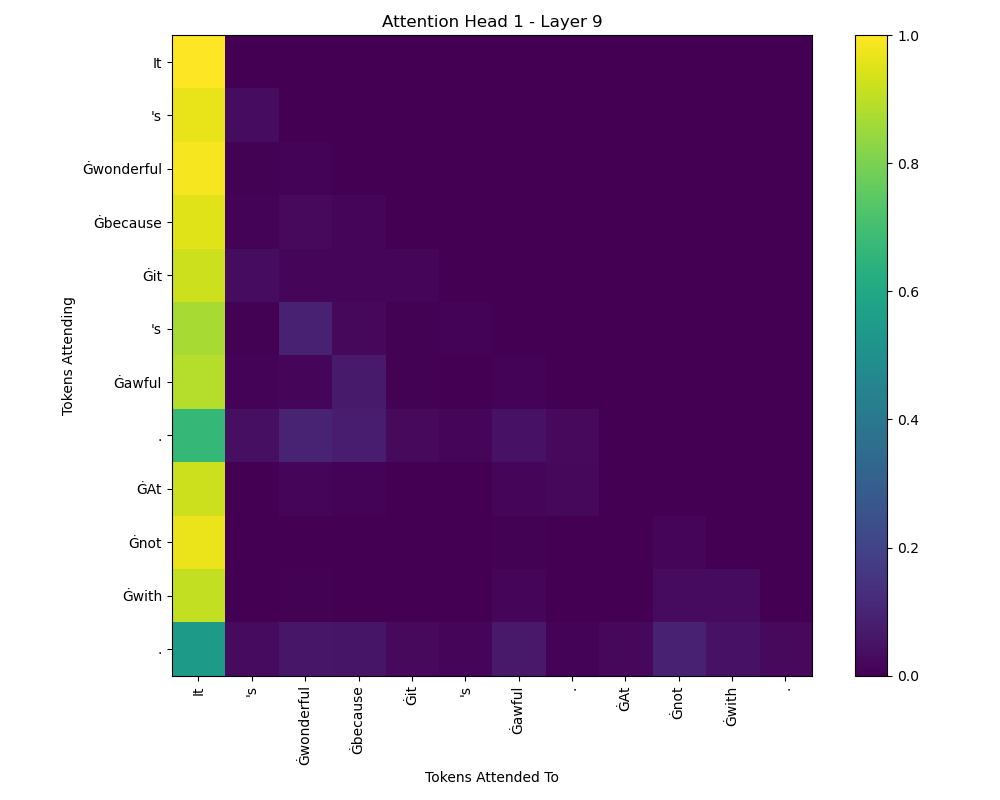 Attention Head 1 - Layer 9
It
's
Ġwonderful
Ġbecause
Ġit
's
Ġawful
.
ĠAt
Ġnot
Ġwith
.
Tokens Attending
It
's
Ġwonderful
Ġbecause
Ġit
's
Ġawful
.
ĠAt
Ġnot
Ġwith
.
Tokens Attended To
1.0
0.8
0.6
0.4
0.2
0.0